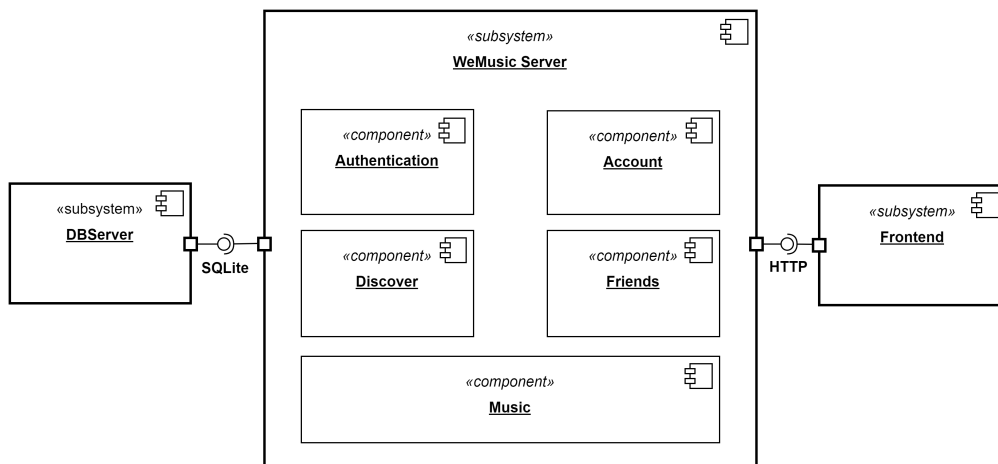 «subsystem»
WeMusic Server
«component»
Authentication
«component»
Account
«subsystem»
DBServer
SQLite
«component»
Discover
«component»
Friends
HTTP
«subsystem»
Frontend
«component»
Music